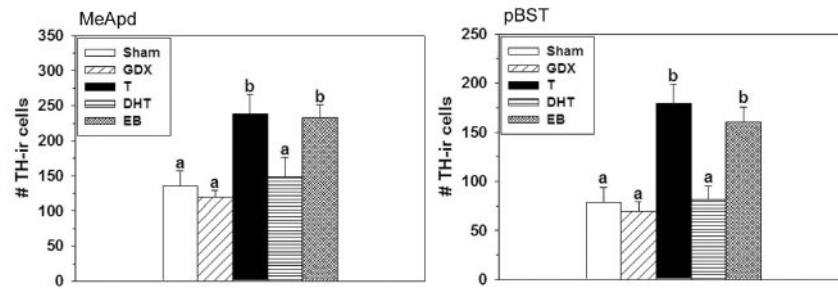 MeApd
# TH-ir cells
350
300
250
200
150
100
50
0
Sham
GDX
T
DHT
EB
a
a
b
a
b
pBST
# TH-ir cells
250
200
150
100
50
0
Sham
GDX
T
DHT
EB
a
a
b
a
b